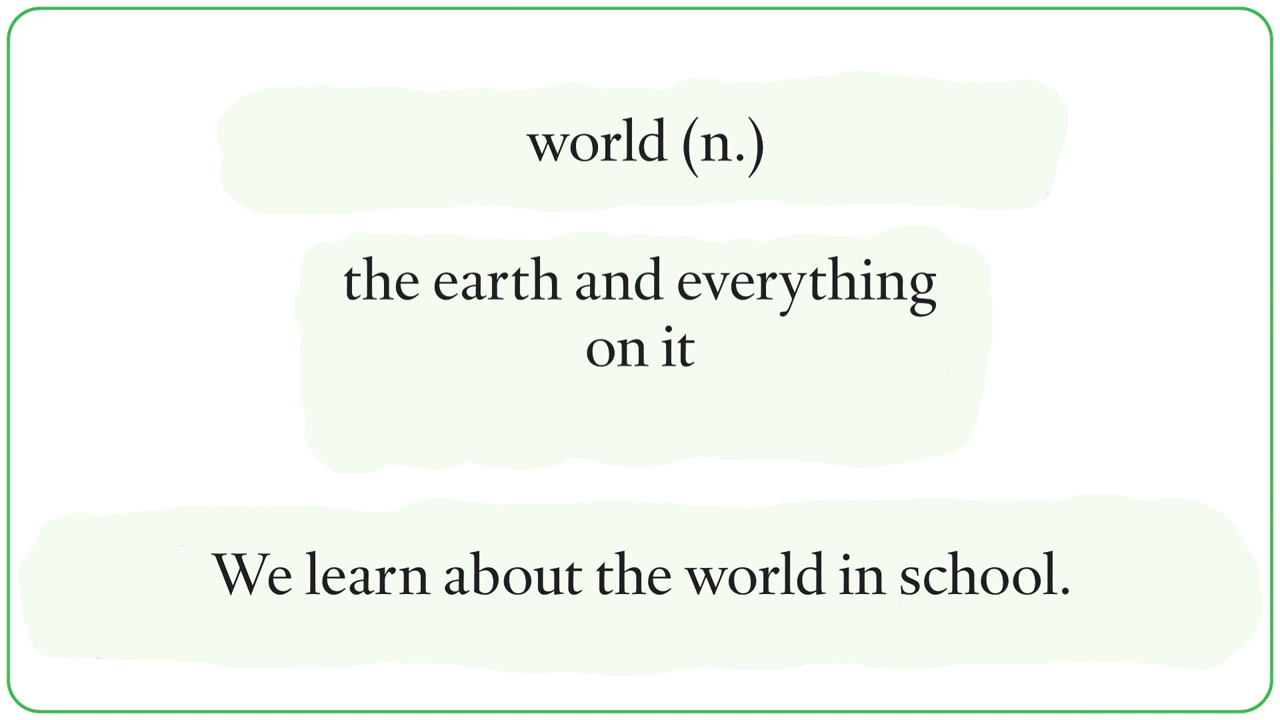 world (n.)
the earth and everything
on it
We learn about the world in school.